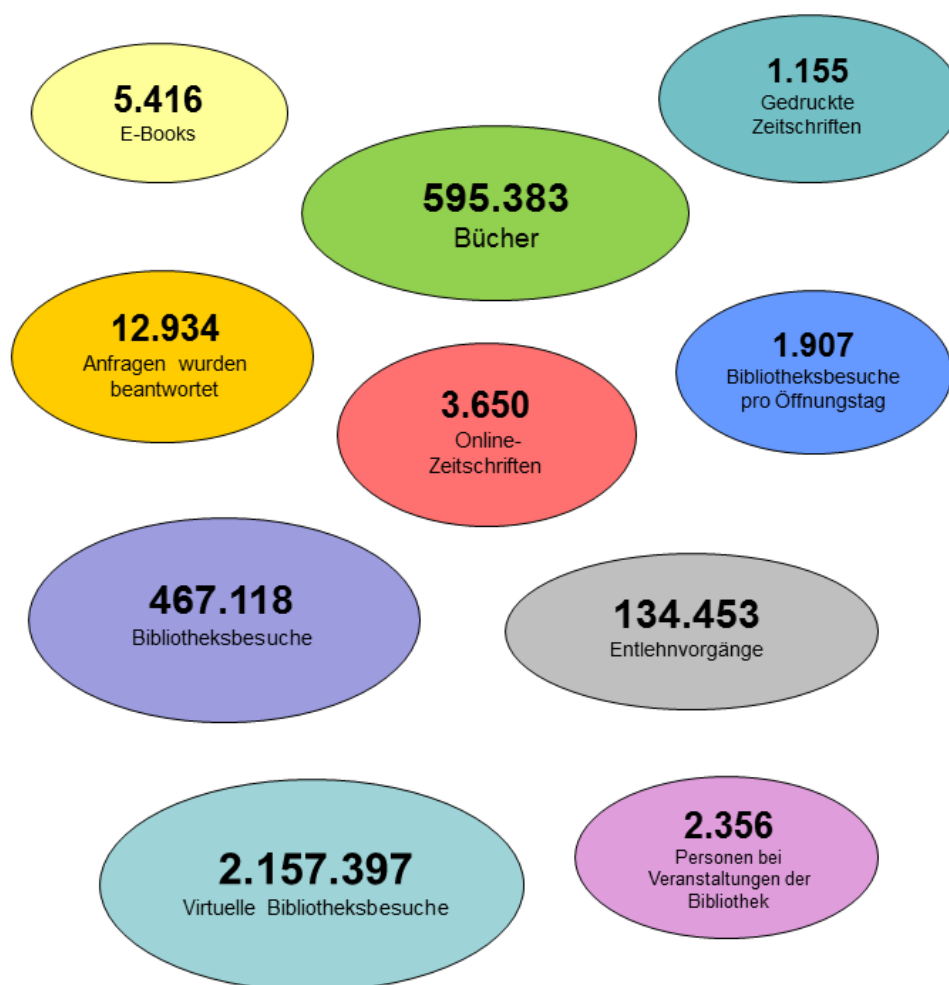 5.416
E-Books
1.155
Gedruckte
Zeitschriften
595.383
Bücher
12.934
Anfragen wurden
beantwortet
3.650
Online-
Zeitschriften
1.907
Bibliotheksbesuche
pro Öffnungstag
467.118
Bibliotheksbesuche
134.453
Entlehnvorgänge
2.157.397
Virtuelle Bibliotheksbesuche
2.356
Personen bei
Veranstaltungen der
Bibliothek